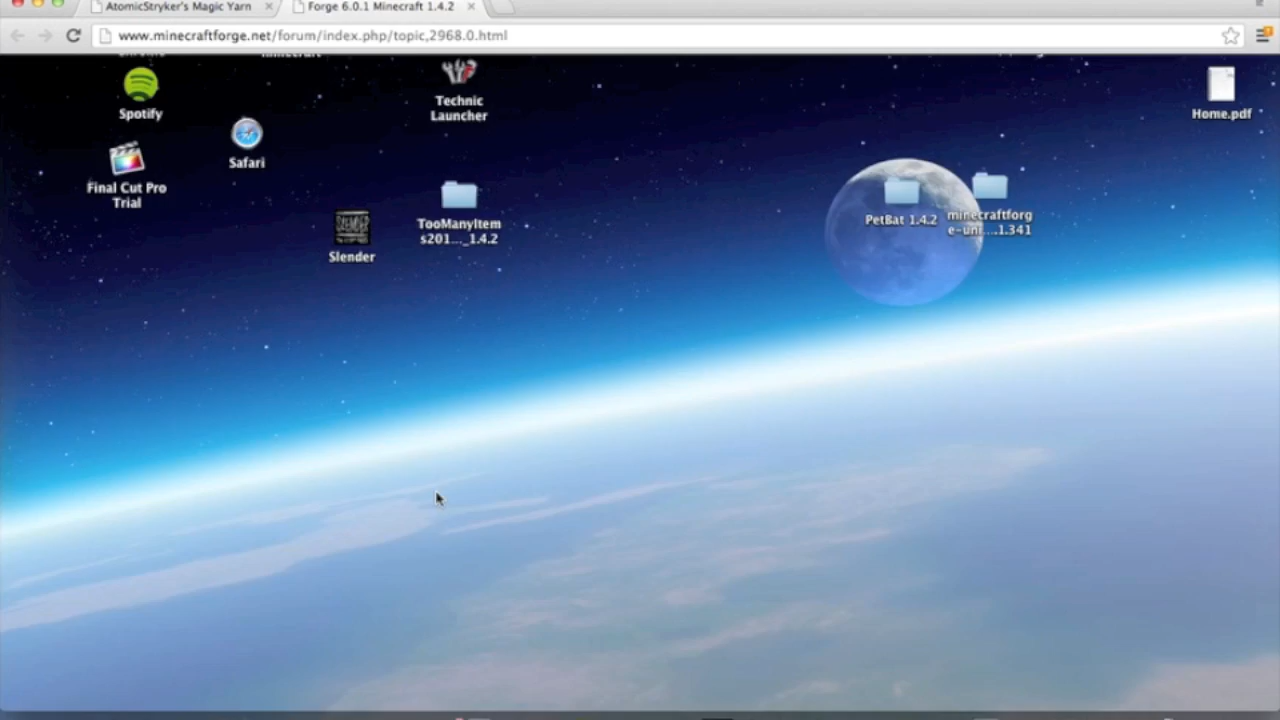 AtomicStryker's Magic Yarn
Forge 6.0.1 Minecraft 1.4.2
www.minecraftforge.net/forum/index.php/topic,2968.0.html
Spotify
Technic
Launcher
Home.pdf
Safari
Final Cut Pro
Trial
TooManyItem
s201..._1.4.2
PetBat 1.4.2
minecraftforg
e-uni....1.341
Slender